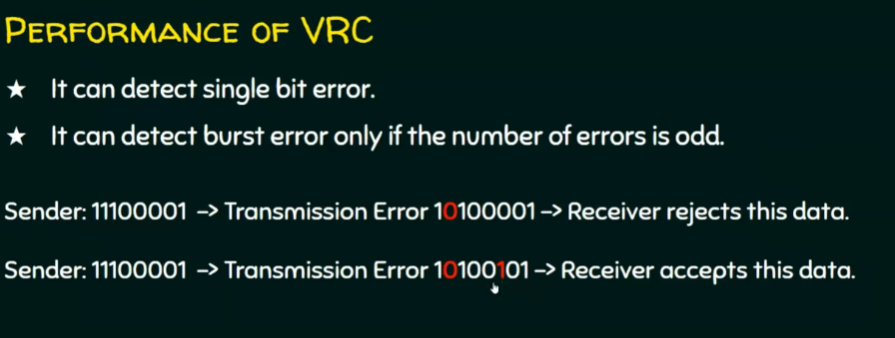 PERFORMANCE OF VRC
★ It can detect single bit error.
★ It can detect burst error only if the number of errors is odd.
Sender: 11100001 -> Transmission Error 10100001 -> Receiver rejects this data.
Sender: 11100001 -> Transmission Error 10100101 -> Receiver accepts this data.